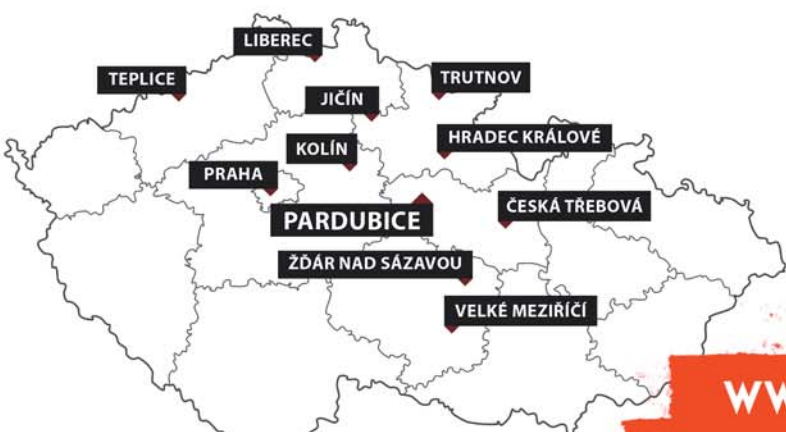 LIBEREC
TEPLICE
TRUTNOV
JIČÍN
HRADEC KRÁLOVÉ
KOLÍN
PRAHA
ČESKÁ TŘEBOVÁ
PARDUBICE
ŽĎÁR NAD SÁZAVOU
VELKÉ MEZIŘÍČÍ